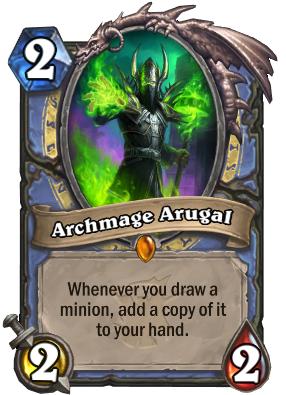 2
Archmage Arugal
Whenever you draw a
minion, add a copy of it
to your hand.
2
2